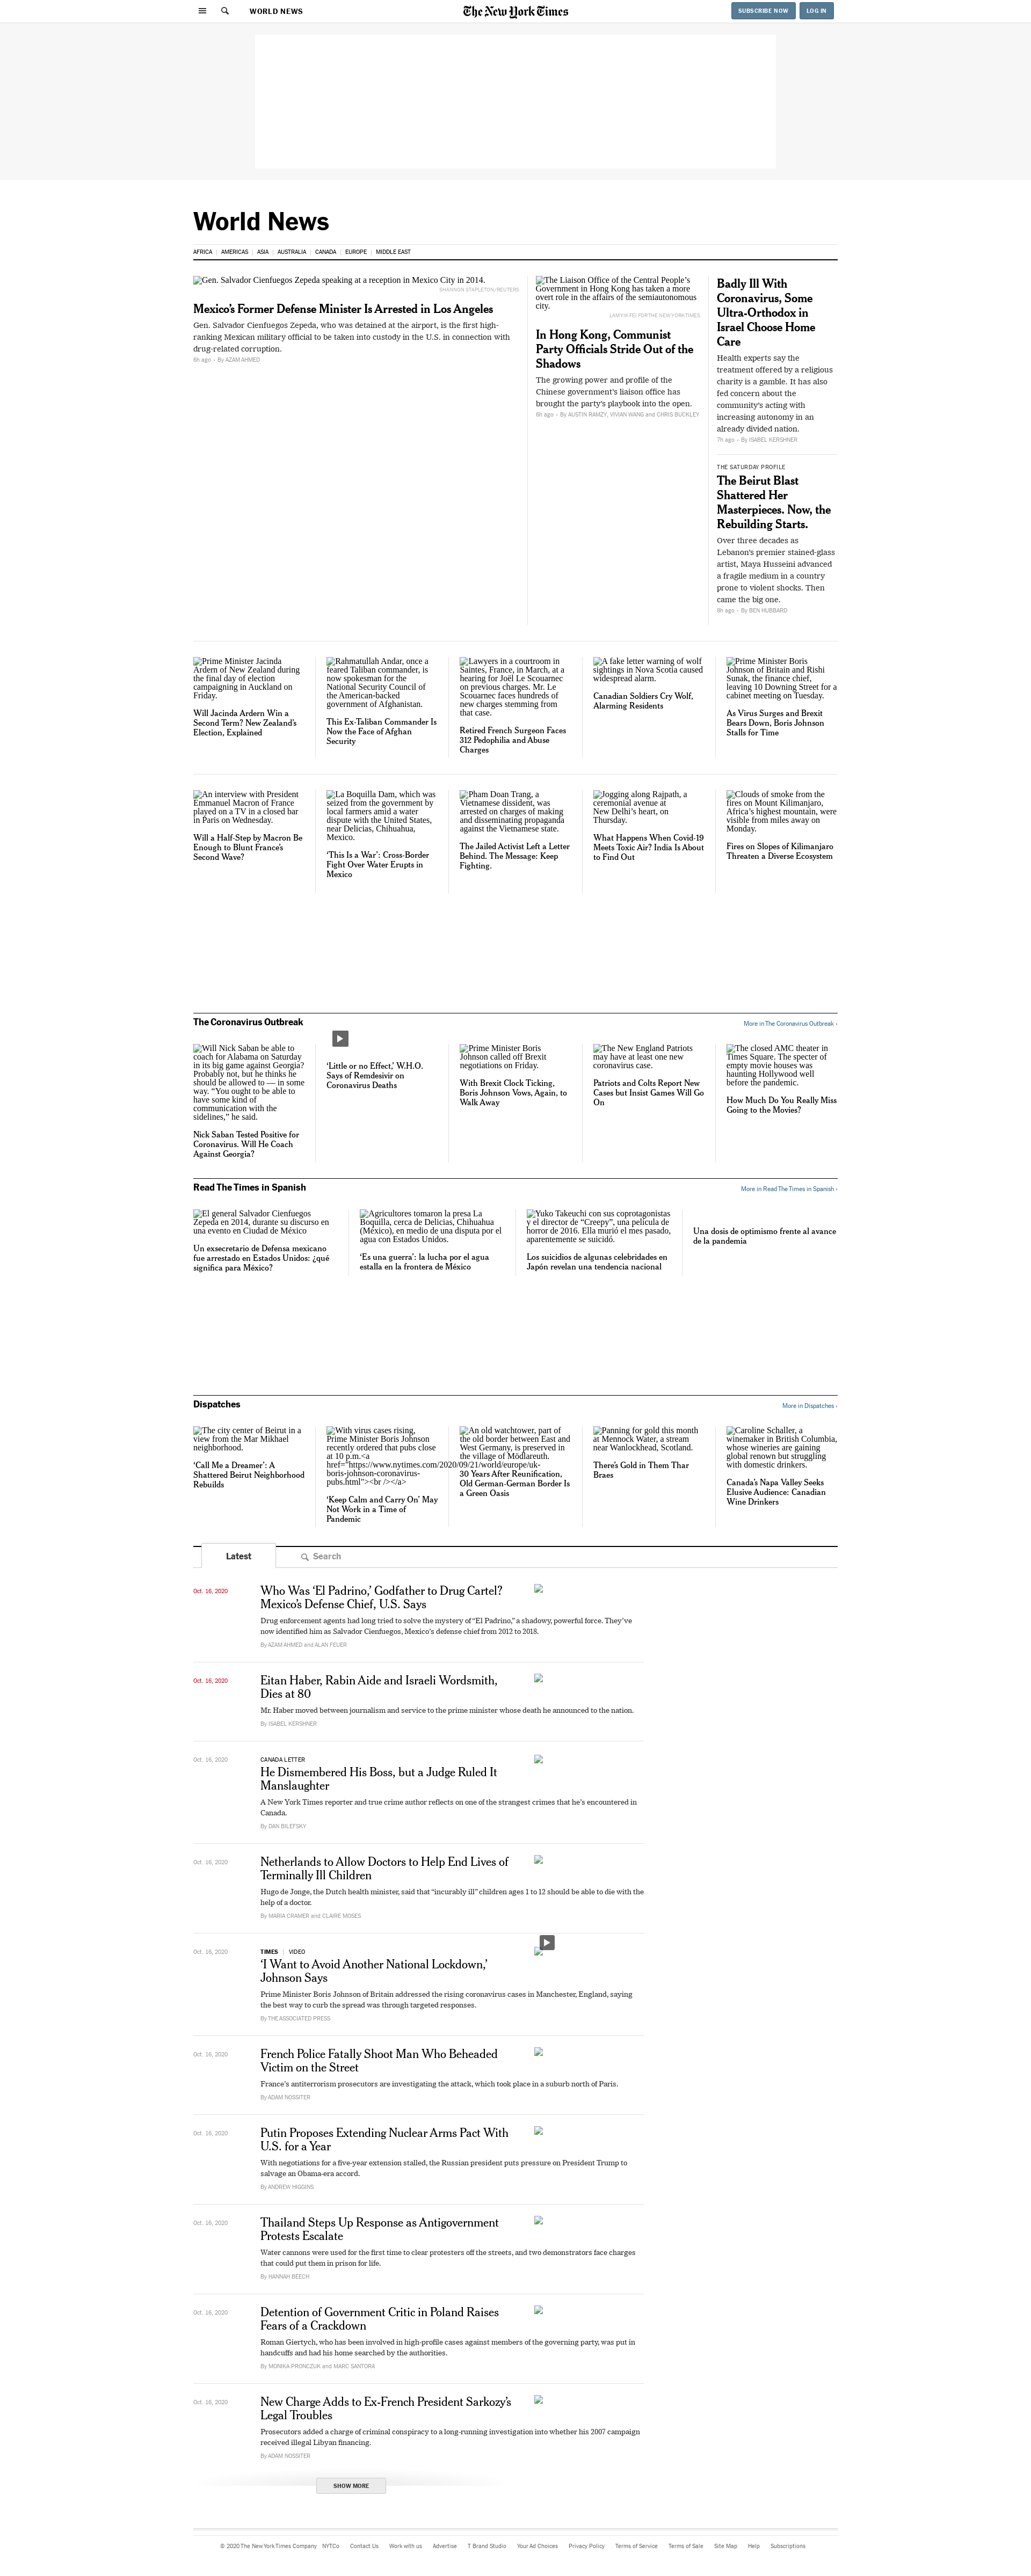 WORLD NEWS
The New York Times
SUBSCRIBE NOW
LOG IN
World News
AFRICA
AMERICAS
ASIA
AUSTRALIA
CANADA
EUROPE
MIDDLE EAST
Gen. Salvador Cienfuegos Zepeda speaking at a reception in Mexico City in 2014.
SHANNON STAPLETON/REUTERS
Mexico's Former Defense Minister Is Arrested in Los Angeles
Gen. Salvador Cienfuegos Zepeda, who was detained at the airport, is the first high-
ranking Mexican military official to be taken into custody in the U.S. in connection with
drug-related corruption.
6h ago - By AZAM AHMED
The Liaison Office of the Central People's
Government in Hong Kong has taken a more
overt role in the affairs of the semiautonomous
city.
LAM YIK FEI FOR THE NEW YORK TIMES
In Hong Kong, Communist
Party Officials Stride Out of the
Shadows
The growing power and profile of the
Chinese government's liaison office has
brought the party's playbook into the open.
6h ago - By AUSTIN RAMZY, VIVIAN WANG and CHRIS BUCKLEY
Badly Ill With
Coronavirus, Some
Ultra-Orthodox in
Israel Choose Home
Care
Health experts say the
treatment offered by a religious
charity is a gamble. It has also
fed concern about the
community's acting with
increasing autonomy in an
already divided nation.
7h ago - By ISABEL KERSHNER
THE SATURDAY PROFILE
The Beirut Blast
Shattered Her
Masterpieces. Now, the
Rebuilding Starts.
Over three decades as
Lebanon's premier stained-glass
artist, Maya Husseini advanced
a fragile medium in a country
prone to violent shocks. Then
came the big one.
8h ago - By BEN HUBBARD
Prime Minister Jacinda
Ardern of New Zealand during
the final day of election
campaigning in Auckland on
Friday.
Will Jacinda Ardern Win a
Second Term? New Zealand's
Election, Explained
Rahmatullah Andar, once a
feared Taliban commander, is
now spokesman for the
National Security Council of
the American-backed
government of Afghanistan.
This Ex-Taliban Commander Is
Now the Face of Afghan
Security
Lawyers in a courtroom in
Saintes, France, in March, at a
hearing for Joël Le Scouarnec
on previous charges. Mr. Le
Scouarnec faces hundreds of
new charges stemming from
that case.
Retired French Surgeon Faces
312 Pedophilia and Abuse
Charges
A fake letter warning of wolf
sightings in Nova Scotia caused
widespread alarm.
Canadian Soldiers Cry Wolf,
Alarming Residents
Prime Minister Boris
Johnson of Britain and Rishi
Sunak, the finance chief,
leaving 10 Downing Street for a
cabinet meeting on Tuesday.
As Virus Surges and Brexit
Bears Down, Boris Johnson
Stalls for Time
An interview with President
Emmanuel Macron of France
played on a TV in a closed bar
in Paris on Wednesday.
Will a Half-Step by Macron Be
Enough to Blunt France's
Second Wave?
La Boquilla Dam, which was
seized from the government by
local farmers amid a water
dispute with the United States,
near Delicias, Chihuahua,
Mexico.
‘This Is a War’: Cross-Border
Fight Over Water Erupts in
Mexico
Pham Doan Trang, a
Vietnamese dissident, was
arrested on charges of making
and disseminating propaganda
against the Vietnamese state.
The Jailed Activist Left a Letter
Behind. The Message: Keep
Fighting.
Jogging along Rajpath, a
ceremonial avenue at
New Delhi's heart, on
Thursday.
What Happens When Covid-19
Meets Toxic Air? India Is About
to Find Out
Clouds of smoke from the
fires on Mount Kilimanjaro,
Africa's highest mountain, were
visible from miles away on
Monday.
Fires on Slopes of Kilimanjaro
Threaten a Diverse Ecosystem
The Coronavirus Outbreak
More in The Coronavirus Outbreak ›
Will Nick Saban be able to
coach for Alabama on Saturday
in its big game against Georgia?
Probably not, but he thinks he
should be allowed to — in some
way. “You ought to be able to
have some kind of
communication with the
sidelines,” he said.
Nick Saban Tested Positive for
Coronavirus. Will He Coach
Against Georgia?
‘Little or no Effect,’ W.H.O.
Says of Remdesivir on
Coronavirus Deaths
Prime Minister Boris
Johnson called off Brexit
negotiations on Friday.
With Brexit Clock Ticking,
Boris Johnson Vows, Again, to
Walk Away
The New England Patriots
may have at least one new
coronavirus case.
Patriots and Colts Report New
Cases but Insist Games Will Go
On
The closed AMC theater in
Times Square. The specter of
empty movie houses was
haunting Hollywood well
before the pandemic.
How Much Do You Really Miss
Going to the Movies?
Read The Times in Spanish
More in Read The Times in Spanish ›
El general Salvador Cienfuegos
Zepeda en 2014, durante su discurso en
una evento en Ciudad de México
Un exsecretario de Defensa mexicano
fue arrestado en Estados Unidos: ¿qué
significa para México?
Agricultores tomaron la presa La
Boquilla, cerca de Delicias, Chihuahua
(México), en medio de una disputa por el
agua con Estados Unidos.
‘Es una guerra’: la lucha por el agua
estalla en la frontera de México
Yuko Takeuchi con sus coprotagonistas
y el director de “Creepy”, una película de
horror de 2016. Ella murió el mes pasado,
aparentemente se suicidó.
Los suicidios de algunas celebridades en
Japón revelan una tendencia nacional
Una dosis de optimismo frente al avance
de la pandemia
Dispatches
More in Dispatches ›
The city center of Beirut in a
view from the Mar Mikhael
neighborhood.
‘Call Me a Dreamer’: A
Shattered Beirut Neighborhood
Rebuilds
With virus cases rising,
Prime Minister Boris Johnson
recently ordered that pubs close
at 10 p.m.<a
href="https://www.nytimes.com/2020/09/21/world/europe/uk-
boris-johnson-coronavirus-
pubs.html"><br /></a>
‘Keep Calm and Carry On’ May
Not Work in a Time of
Pandemic
An old watchtower, part of
the old border between East and
West Germany, is preserved in
the village of Mödlareuth.
30 Years After Reunification,
Old German-German Border Is
a Green Oasis
Panning for gold this month
at Mennock Water, a stream
near Wanlockhead, Scotland.
There's Gold in Them Thar
Braes
Caroline Schaller, a
winemaker in British Columbia,
whose wineries are gaining
global renown but struggling
with domestic drinkers.
Canada's Napa Valley Seeks
Elusive Audience: Canadian
Wine Drinkers
Latest
Search
Oct. 16, 2020
Who Was ‘El Padrino,’ Godfather to Drug Cartel?
Mexico's Defense Chief, U.S. Says
Drug enforcement agents had long tried to solve the mystery of “El Padrino,” a shadowy, powerful force. They've
now identified him as Salvador Cienfuegos, Mexico's defense chief from 2012 to 2018.
By AZAM AHMED and ALAN FEUER
Oct. 16, 2020
Eitan Haber, Rabin Aide and Israeli Wordsmith,
Dies at 80
Mr. Haber moved between journalism and service to the prime minister whose death he announced to the nation.
By ISABEL KERSHNER
Oct. 16, 2020
CANADA LETTER
He Dismembered His Boss, but a Judge Ruled It
Manslaughter
A New York Times reporter and true crime author reflects on one of the strangest crimes that he's encountered in
Canada.
By DAN BILEFSKY
Oct. 16, 2020
Netherlands to Allow Doctors to Help End Lives of
Terminally Ill Children
Hugo de Jonge, the Dutch health minister, said that “incurably ill” children ages 1 to 12 should be able to die with the
help of a doctor.
By MARIA CRAMER and CLAIRE MOSES
Oct. 16, 2020
TIMES | VIDEO
‘I Want to Avoid Another National Lockdown,’
Johnson Says
Prime Minister Boris Johnson of Britain addressed the rising coronavirus cases in Manchester, England, saying
the best way to curb the spread was through targeted responses.
By THE ASSOCIATED PRESS
Oct. 16, 2020
French Police Fatally Shoot Man Who Beheaded
Victim on the Street
France's antiterrorism prosecutors are investigating the attack, which took place in a suburb north of Paris.
By ADAM NOSSITER
Oct. 16, 2020
Putin Proposes Extending Nuclear Arms Pact With
U.S. for a Year
With negotiations for a five-year extension stalled, the Russian president puts pressure on President Trump to
salvage an Obama-era accord.
By ANDREW HIGGINS
Oct. 16, 2020
Thailand Steps Up Response as Antigovernment
Protests Escalate
Water cannons were used for the first time to clear protesters off the streets, and two demonstrators face charges
that could put them in prison for life.
By HANNAH BEECH
Oct. 16, 2020
Detention of Government Critic in Poland Raises
Fears of a Crackdown
Roman Giertych, who has been involved in high-profile cases against members of the governing party, was put in
handcuffs and had his home searched by the authorities.
By MONIKA PRONCZUK and MARC SANTORA
Oct. 16, 2020
New Charge Adds to Ex-French President Sarkozy's
Legal Troubles
Prosecutors added a charge of criminal conspiracy to a long-running investigation into whether his 2007 campaign
received illegal Libyan financing.
By ADAM NOSSITER
SHOW MORE
© 2020 The New York Times Company
NYTCo
Contact Us
Work with us
Advertise
T Brand Studio
Your Ad Choices
Privacy Policy
Terms of Service
Terms of Sale
Site Map
Help
Subscriptions